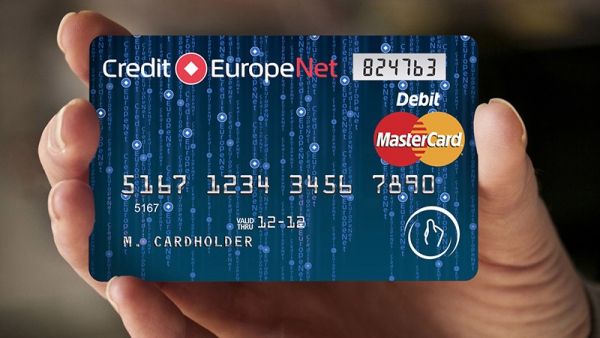 Credit EuropeNet 824763
Debit
MasterCard
5167 1234 3456 7890
5167
VALID THRU 12-12
M. CARDHOLDER